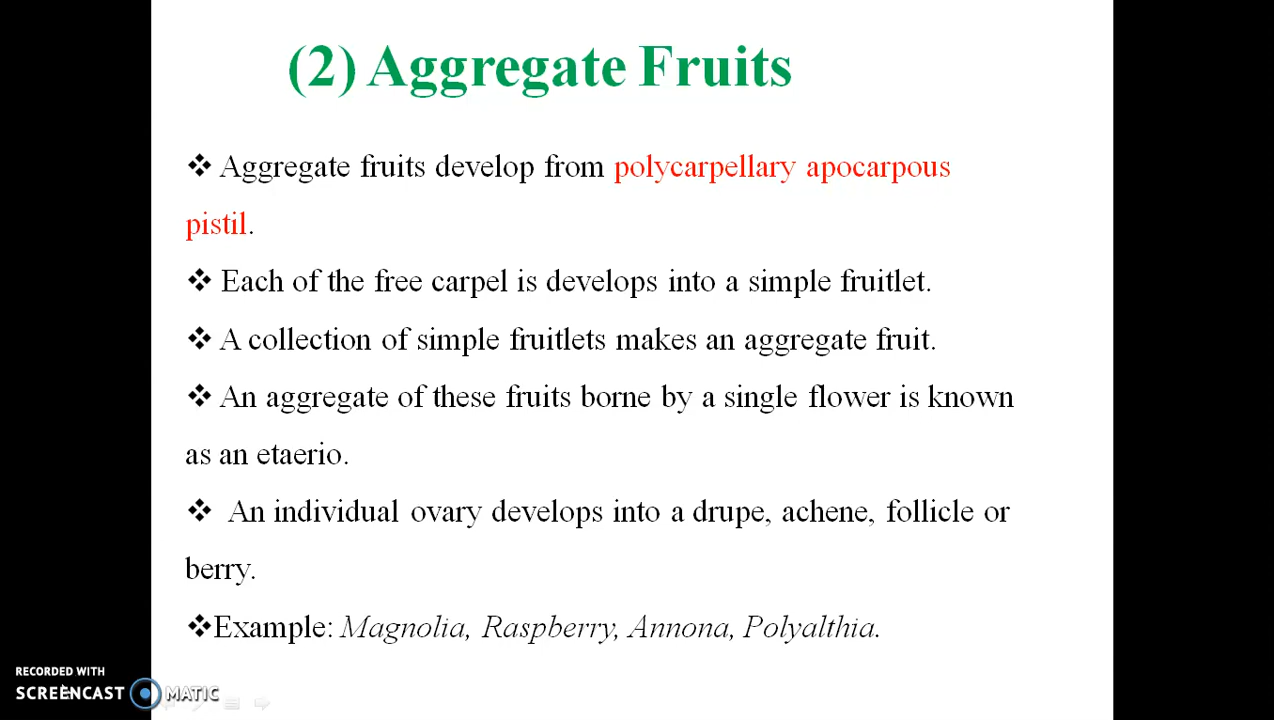 (2) Aggregate Fruits
❖ Aggregate fruits develop from polycarpellary apocarpous
pistil.
❖ Each of the free carpel is develops into a simple fruitlet.
❖ A collection of simple fruitlets makes an aggregate fruit.
❖ An aggregate of these fruits borne by a single flower is known
as an etaerio.
❖ An individual ovary develops into a drupe, achene, follicle or
berry.
❖Example: Magnolia, Raspberry, Annona, Polyalthia.
RECORDED WITH
SCREENCAST MATIC